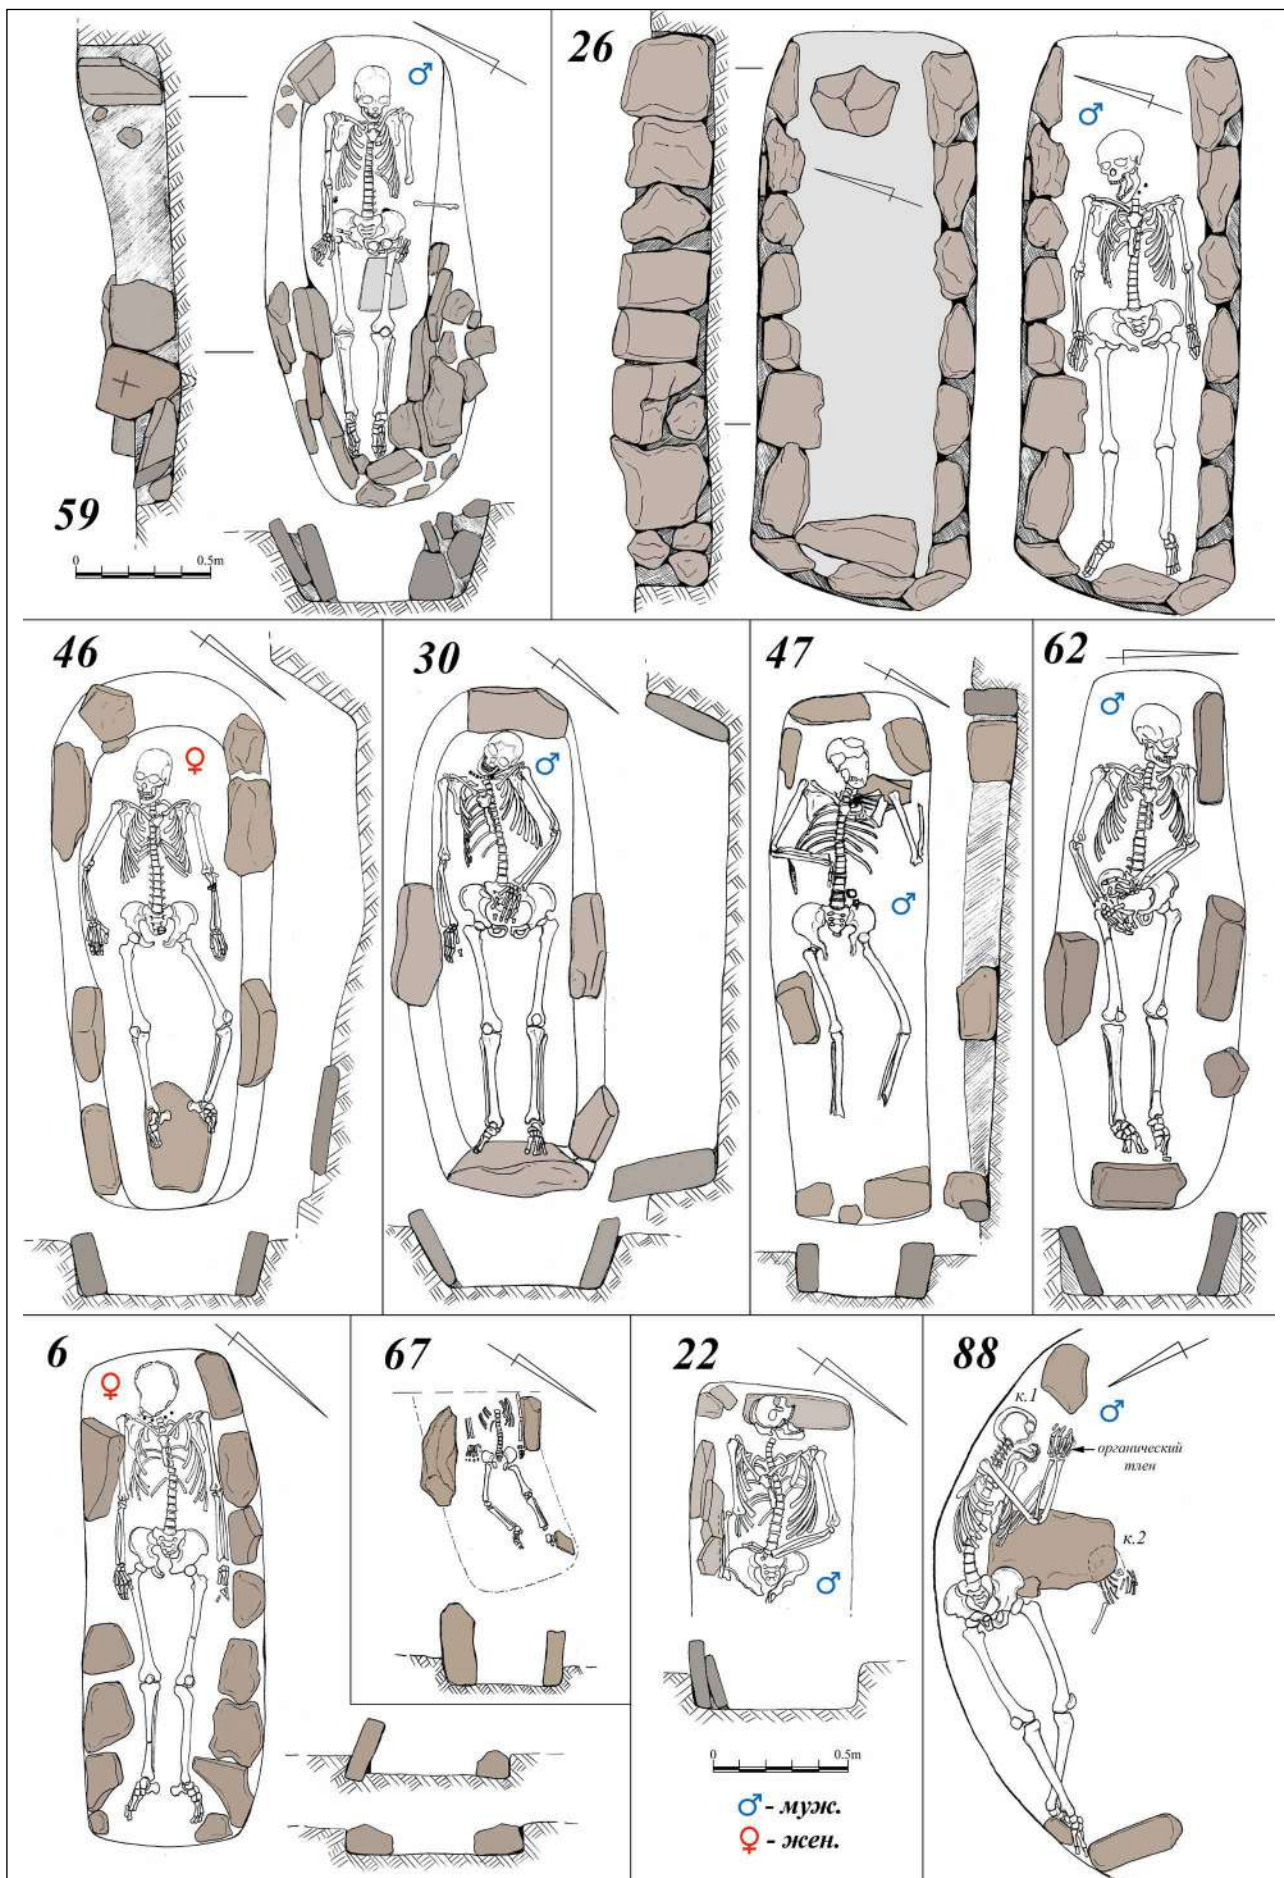 59
0 0.5m
26
46
30
47
62
6
67
22
0 0.5m
♂ - муж.
♀ - жен.
88
к.1
органический
тлен
к.2